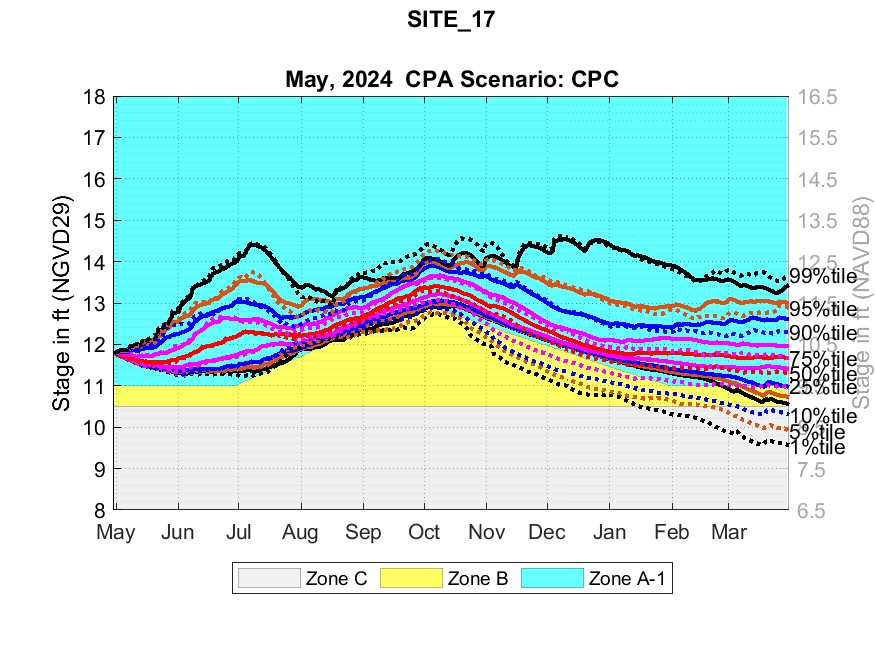 SITE_17
May, 2024 CPA Scenario: CPC
Stage in ft (NGVD29)
18
17
16
15
14
13
12
11
10
9
8
16.5
15.5
14.5
13.5
12.5
10.5
7.5
6.5
Stage in ft (NAVD88)
99%tile
95%tile
90%tile
75%tile
50%tile
25%tile
10%tile
5%tile
1%tile
May Jun Jul Aug Sep Oct Nov Dec Jan Feb Mar
Zone C Zone B Zone A-1